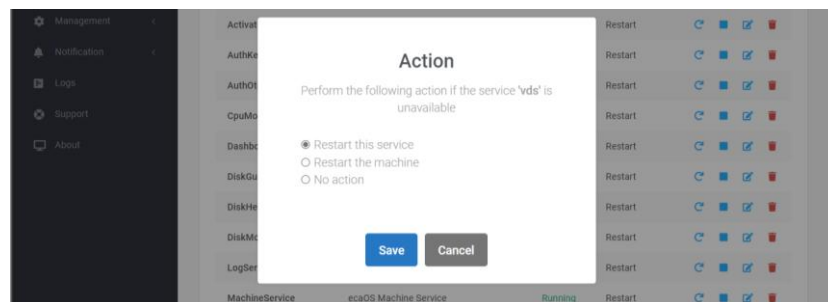 Management
Notification
Logs
Support
About
Activat Restart
AuthKe Restart
AuthOt Restart
CpuMo Restart
Dashbo Restart
DiskGu Restart
DiskHe Restart
DiskMo Restart
LogSer Restart
MachineService ecaOS Machine Service Running Restart
Action
Perform the following action if the service 'vds' is
unavailable
Restart this service
Restart the machine
No action
Save Cancel